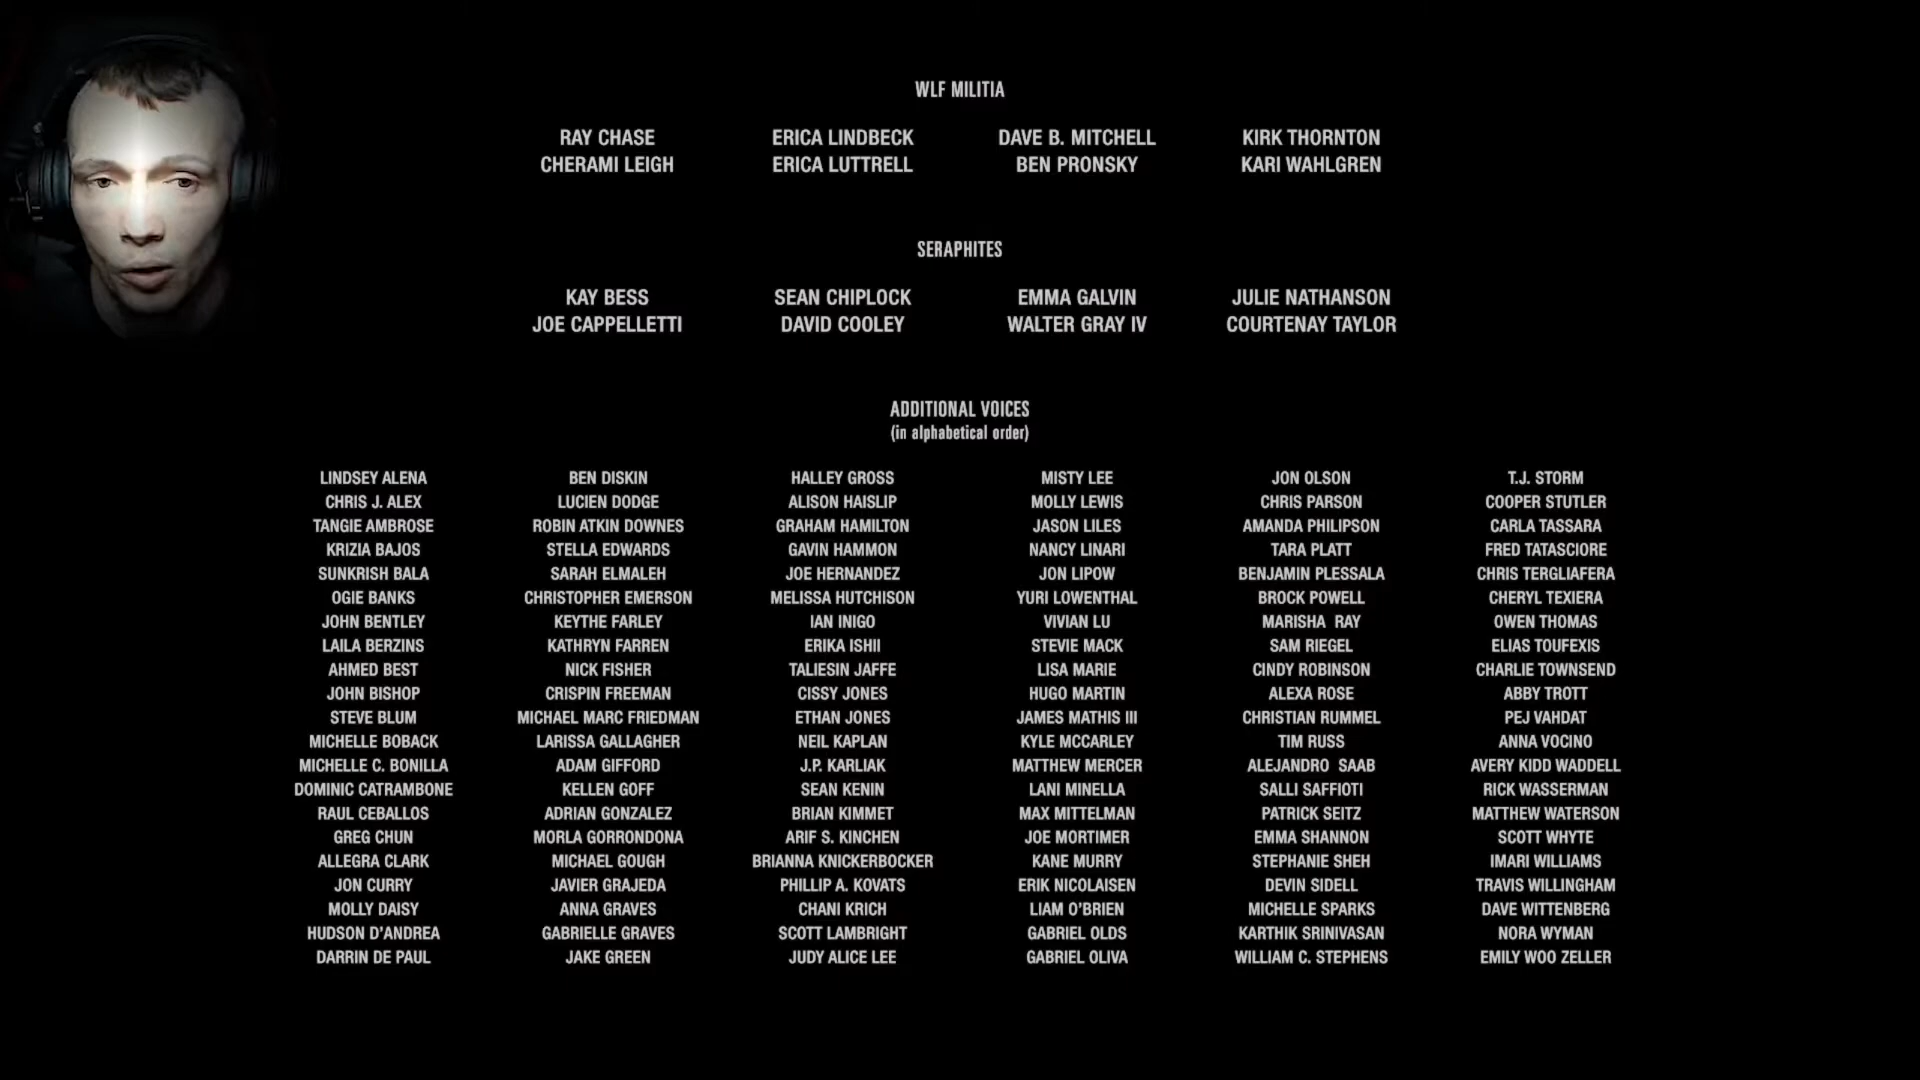 WLF MILITIA
RAY CHASE ERICA LINDBECK DAVE B. MITCHELL KIRK THORNTON
CHERAMI LEIGH ERICA LUTTRELL BEN PRONSKY KARI WAHLGREN
SERAPHITES
KAY BESS SEAN CHIPLOCK EMMA GALVIN JULIE NATHANSON
JOE CAPPELLETTI DAVID COOLEY WALTER GRAY IV COURTENAY TAYLOR
ADDITIONAL VOICES
(in alphabetical order)
LINDSEY ALENA BEN DISKIN HALLEY GROSS MISTY LEE JON OLSON T.J. STORM
CHRIS J. ALEX LUCIEN DODGE ALISON HAISLIP MOLLY LEWIS CHRIS PARSON COOPER STUTLER
TANGIE AMBROSE ROBIN ATKIN DOWNES GRAHAM HAMILTON JASON LILES AMANDA PHILIPSON CARLA TASSARA
KRIZIA BAJOS STELLA EDWARDS GAVIN HAMMON NANCY LINARI TARA PLATT FRED TATASCIORE
SUNKRISH BALA SARAH ELMALEH JOE HERNANDEZ JON LIPOW BENJAMIN PLESSALA CHRIS TERGLIAFERA
OGIE BANKS CHRISTOPHER EMERSON MELISSA HUTCHISON YURI LOWENTHAL BROCK POWELL CHERYL TEXIERA
JOHN BENTLEY KEYTHE FARLEY IAN INIGO VIVIAN LU MARISHA RAY OWEN THOMAS
LAILA BERZINS KATHRYN FARREN ERIKA ISHII STEVIE MACK SAM RIEGEL ELIAS TOUFEXIS
AHMED BEST NICK FISHER TALIESIN JAFFE LISA MARIE CINDY ROBINSON CHARLIE TOWNSEND
JOHN BISHOP CRISPIN FREEMAN CISSY JONES HUGO MARTIN ALEXA ROSE ABBY TROTT
STEVE BLUM MICHAEL MARC FRIEDMAN ETHAN JONES JAMES MATHIS III CHRISTIAN RUMMEL PEJ VAHDAT
MICHELLE BOBACK LARISSA GALLAGHER NEIL KAPLAN KYLE MCCARLEY TIM RUSS ANNA VOCINO
MICHELLE C. BONILLA ADAM GIFFORD J.P. KARLIAK MATTHEW MERCER ALEJANDRO SAAB AVERY KIDD WADDELL
DOMINIC CATRAMBONE KELLEN GOFF SEAN KENIN LANI MINELLA SALLI SAFFIOTI RICK WASSERMAN
RAUL CEBALLOS ADRIAN GONZALEZ BRIAN KIMMET MAX MITTELMAN PATRICK SEITZ MATTHEW WATERSON
GREG CHUN MORLA GORRONDONA ARIF S. KINCHEN JOE MORTIMER EMMA SHANNON SCOTT WHYTE
ALLEGRA CLARK MICHAEL GOUGH BRIANNA KNICKERBOCKER KANE MURRY STEPHANIE SHEH IMARI WILLIAMS
JON CURRY JAVIER GRAJEDA PHILLIP A. KOVATS ERIK NICOLAISEN DEVIN SIDELL TRAVIS WILLINGHAM
MOLLY DAISY ANNA GRAVES CHANI KRICH LIAM O'BRIEN MICHELLE SPARKS DAVE WITTENBERG
HUDSON D'ANDREA GABRIELLE GRAVES SCOTT LAMBRIGHT GABRIEL OLDS KARTHIK SRINIVASAN NORA WYMAN
DARRIN DE PAUL JAKE GREEN JUDY ALICE LEE GABRIEL OLIVA WILLIAM C. STEPHENS EMILY WOO ZELLER